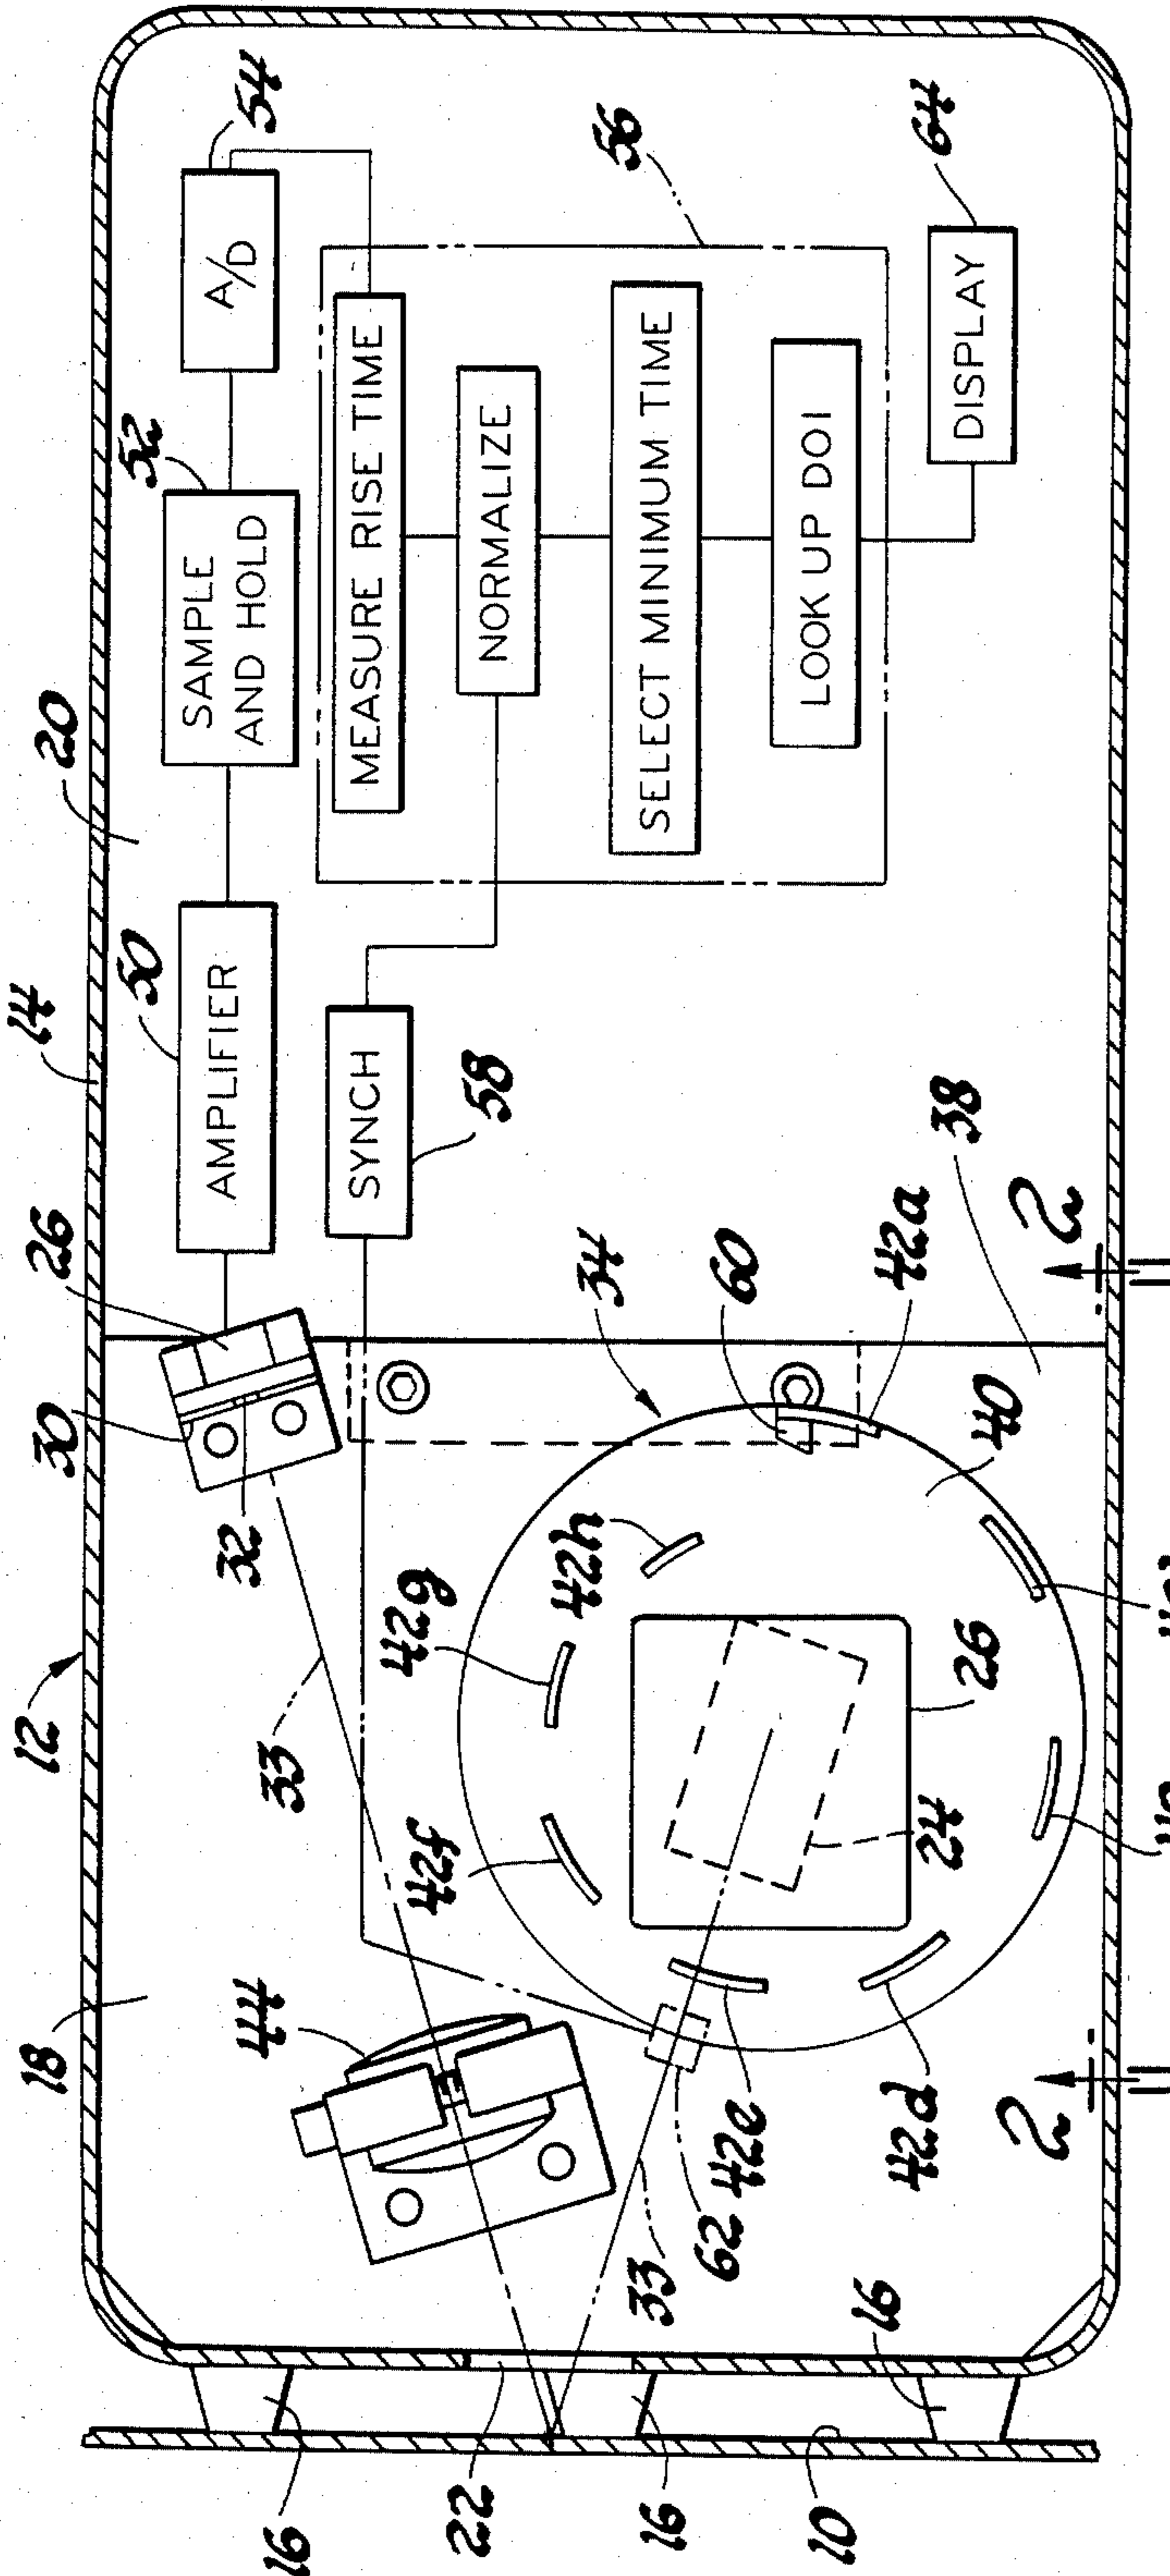 12
14
20
18
30
26
50
AMPLIFIER
52
SAMPLE
AND HOLD
54
A/D
33
32
SYNCH
58
56
MEASURE RISE TIME
NORMALIZE
SELECT MINIMUM TIME
LOOK UP DOI
64
DISPLAY
44
42f
42g
42h
34
60
42a
16
22
33
62
42e
42d
24
26
40
38
16
10
16
2
2